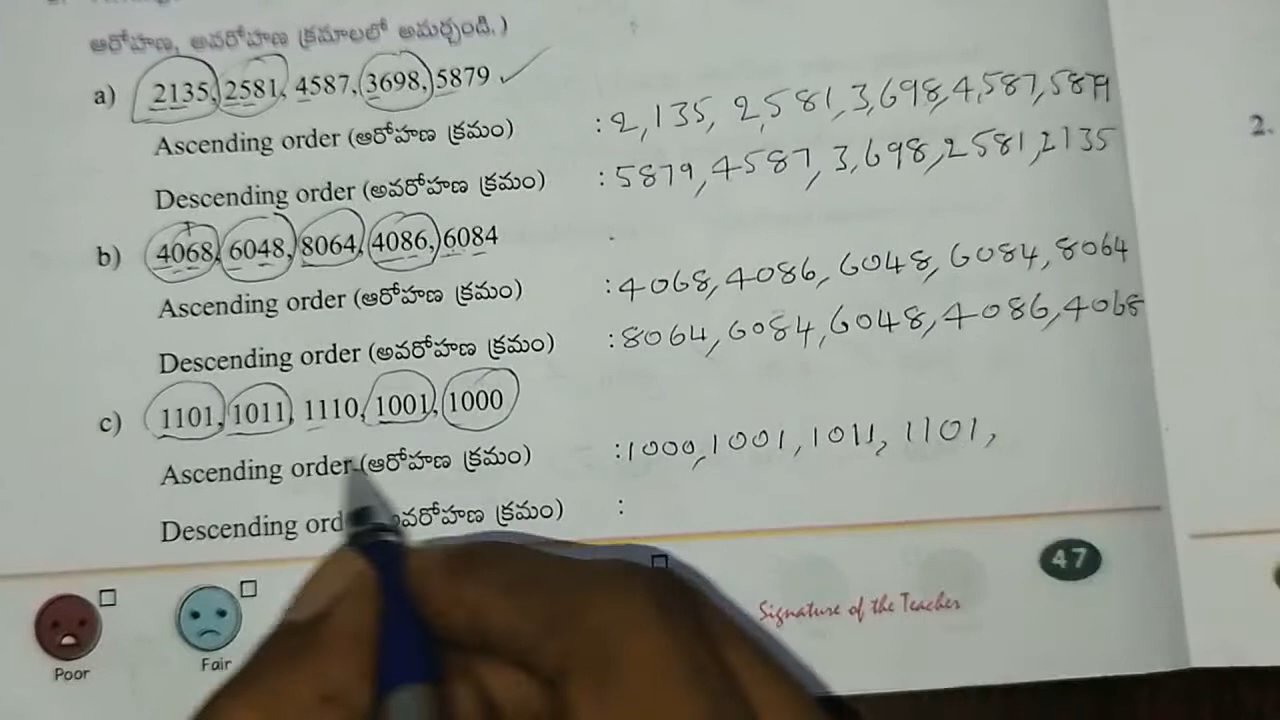 ఆరోహణ, అవరోహణ క్రమాలలో అమర్చండి.)
a) 2135, 2581, 4587, 3698, 5879
Ascending order (ఆరోహణ క్రమం) : 2,135, 2,581, 3,698, 4,587, 5879
Descending order (అవరోహణ క్రమం) : 5879, 4587, 3,698, 2581, 2135
b) 4068, 6048, 8064, 4086, 6084
Ascending order (ఆరోహణ క్రమం) : 4068, 4086, 6048, 6084, 8064
Descending order (అవరోహణ క్రమం) : 8064, 6084, 6048, 4086, 4068
c) 1101, 1011, 1110, 1001, 1000
Ascending order (ఆరోహణ క్రమం) : 1000, 1001, 1011, 1101,
Descending ord వరోహణ క్రమం) :
47
Signature of the Teacher
Poor
Fair
2.